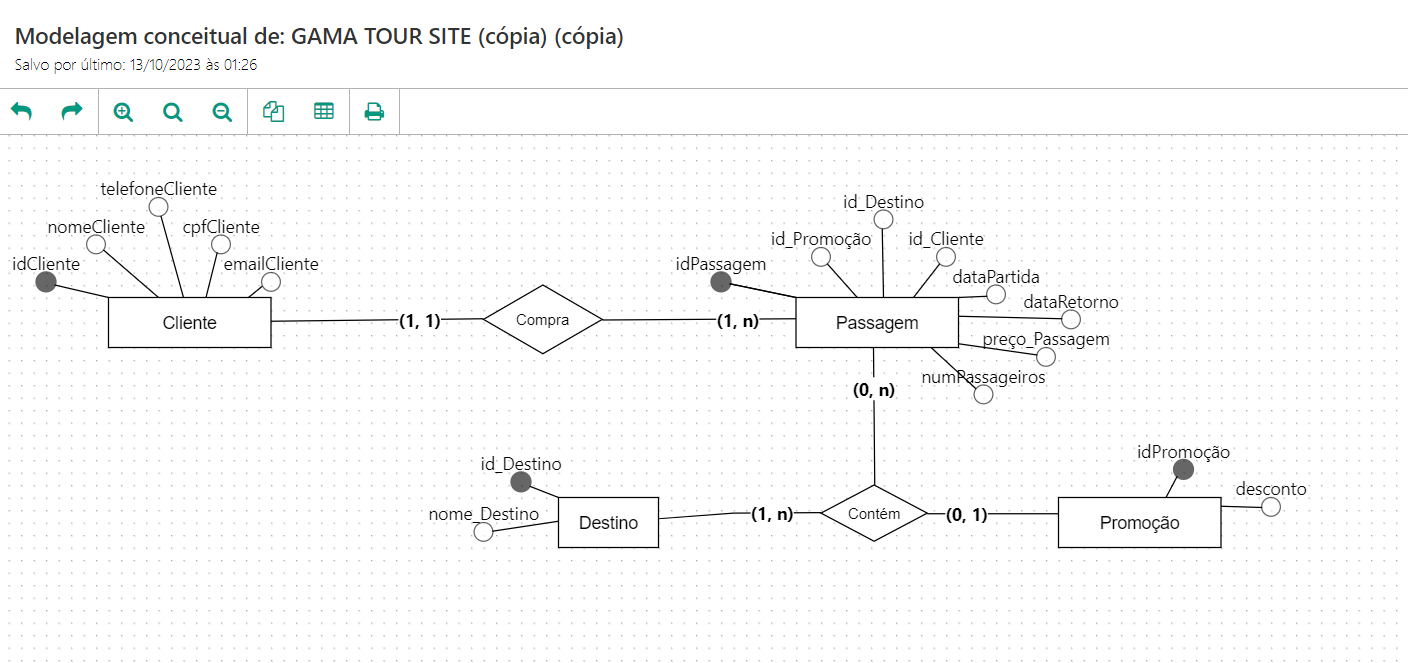 Modelagem conceitual de: GAMA TOUR SITE (cópia) (cópia)
Salvo por último: 13/10/2023 às 01:26
telefoneCliente
nomeCliente
cpfCliente
idCliente
emailCliente
Cliente
(1, 1)
Compra
(1, n)
id_Destino
id_Promoção
id_Cliente
idPassagem
dataPartida
dataRetorno
Passagem
preço_Passagem
numPassageiros
(0, n)
id_Destino
nome_Destino
Destino
(1, n)
Contém
(0, 1)
idPromoção
desconto
Promoção